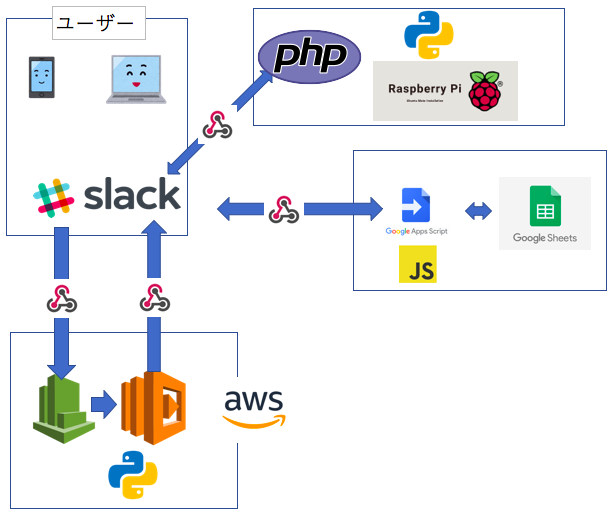 ユーザー
php
Raspberry Pi
slack
Google Apps Script
Google Sheets
JS
aws